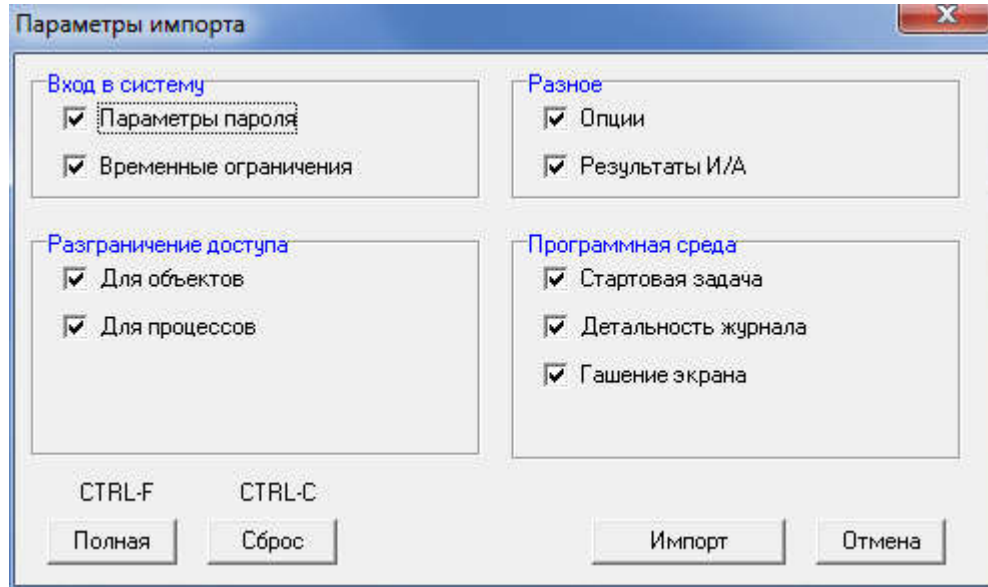 Параметры импорта
Вход в систему
Параметры пароля
Временные ограничения
Разное
Опции
Результаты И/А
Разграничение доступа
Для объектов
Для процессов
Программная среда
Стартовая задача
Детальность журнала
Гашение экрана
CTRL-F CTRL-C
Полная Сброс Импорт Отмена